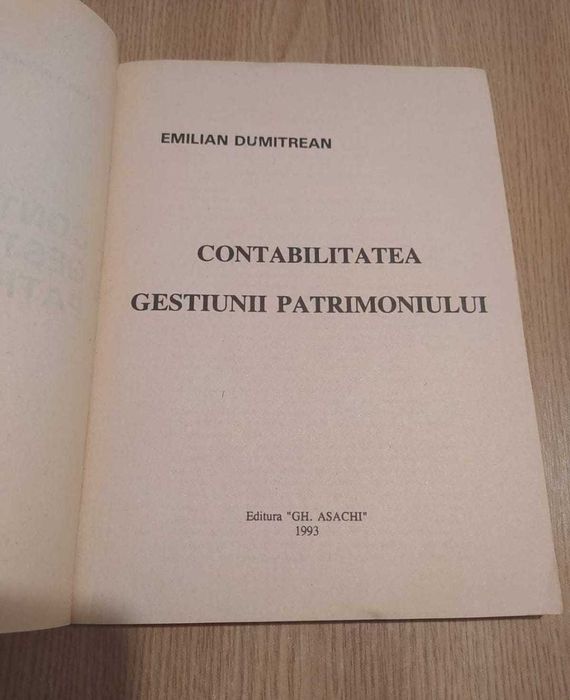 EMILIAN DUMITREAN
CONTABILITATEA
GESTIUNII PATRIMONIULUI
Editura "GH. ASACHI"
1993